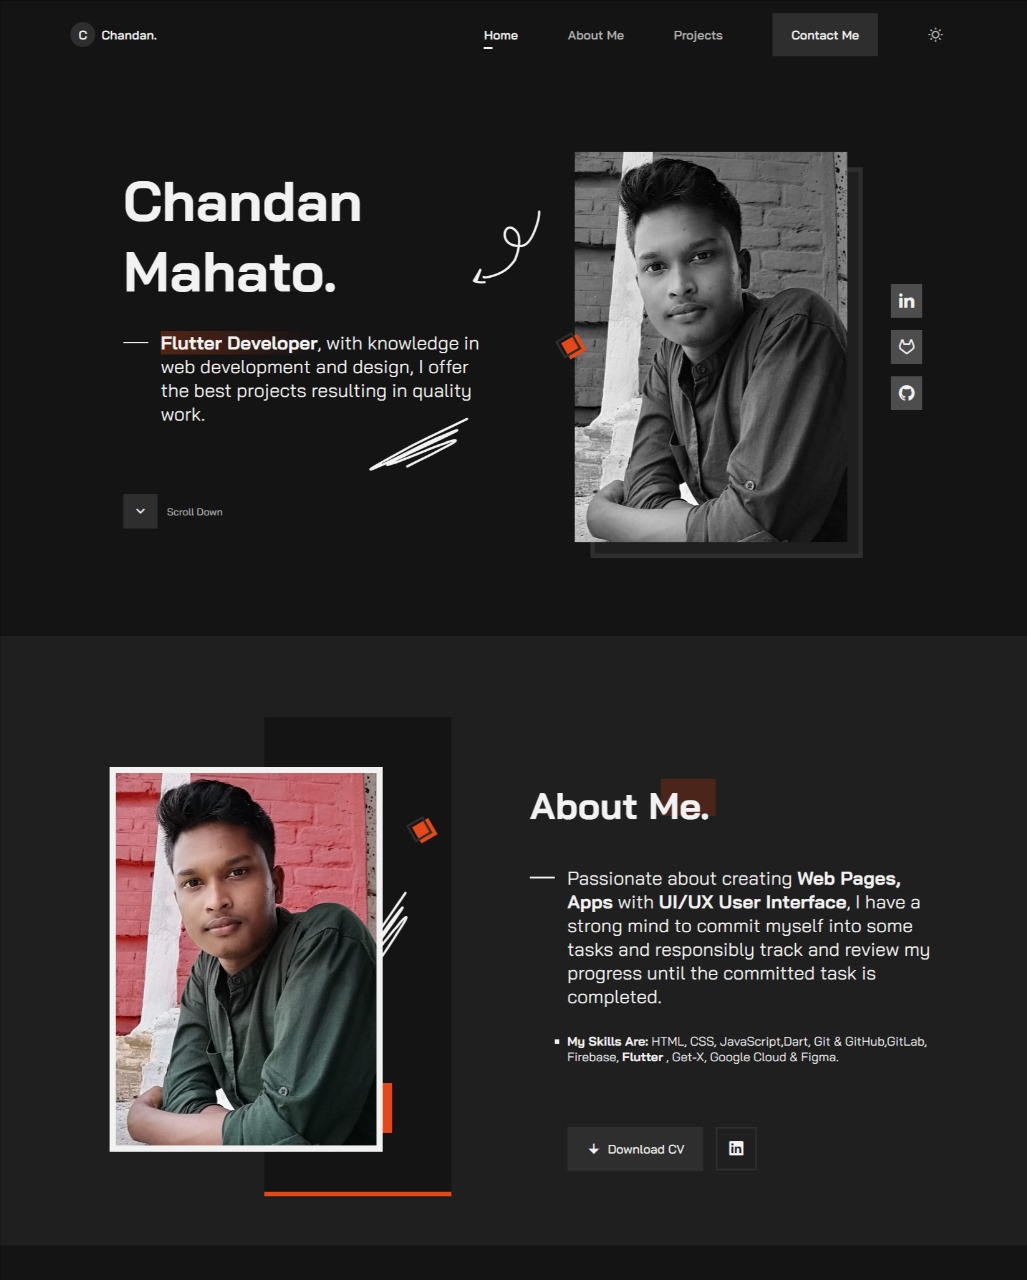 C Chandan.
Home About Me Projects Contact Me
Chandan
Mahato.
Flutter Developer, with knowledge in
web development and design, I offer
the best projects resulting in quality
work.
in
Scroll Down
About Me.
Passionate about creating Web Pages,
Apps with UI/UX User Interface, I have a
strong mind to commit myself into some
tasks and responsibly track and review my
progress until the committed task is
completed.
My Skills Are: HTML, CSS, JavaScript,Dart, Git & GitHub,GitLab,
Firebase, Flutter , Get-X, Google Cloud & Figma.
Download CV in